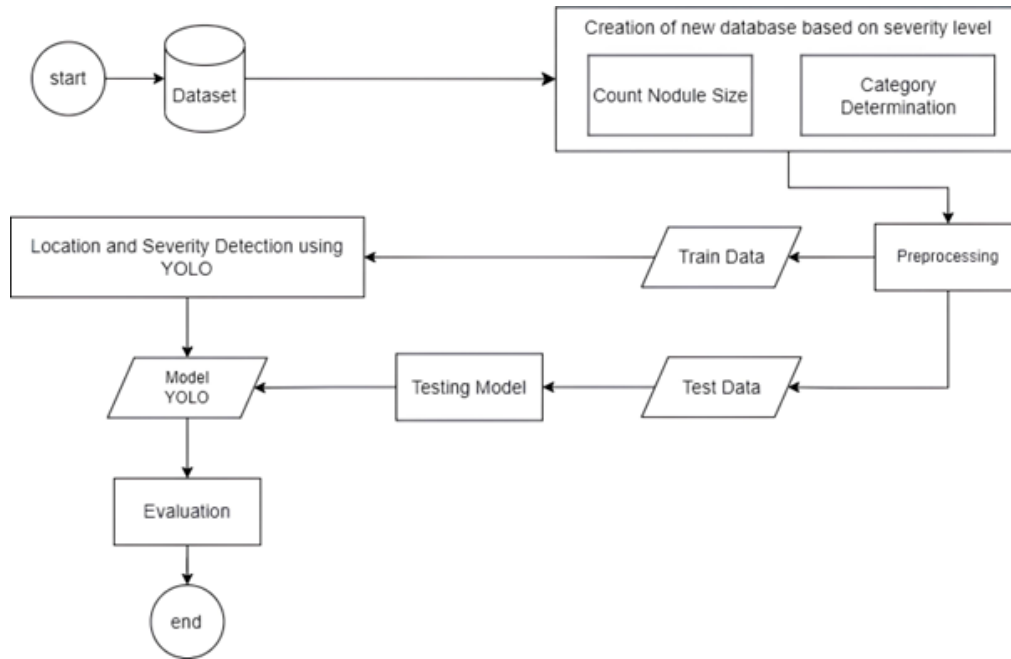 Creation of new database based on severity level
start
Dataset
Count Nodule Size
Category
Determination
Location and Severity Detection using
YOLO
Train Data
Preprocessing
Model
YOLO
Testing Model
Test Data
Evaluation
end